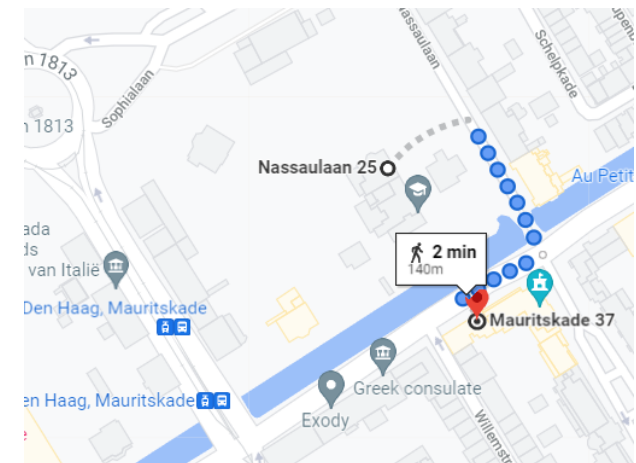 n 1813
Sophialaan
Nassaulaan
Schelpkade
upenb
n 1813
Nassaulaan 25
Au Petit
ada
ds
van Italië
2 min
140m
Den Haag, Mauritskade
Mauritskade 37
Greek consulate
en Haag, Mauritskade
Exody
Willemstr
e